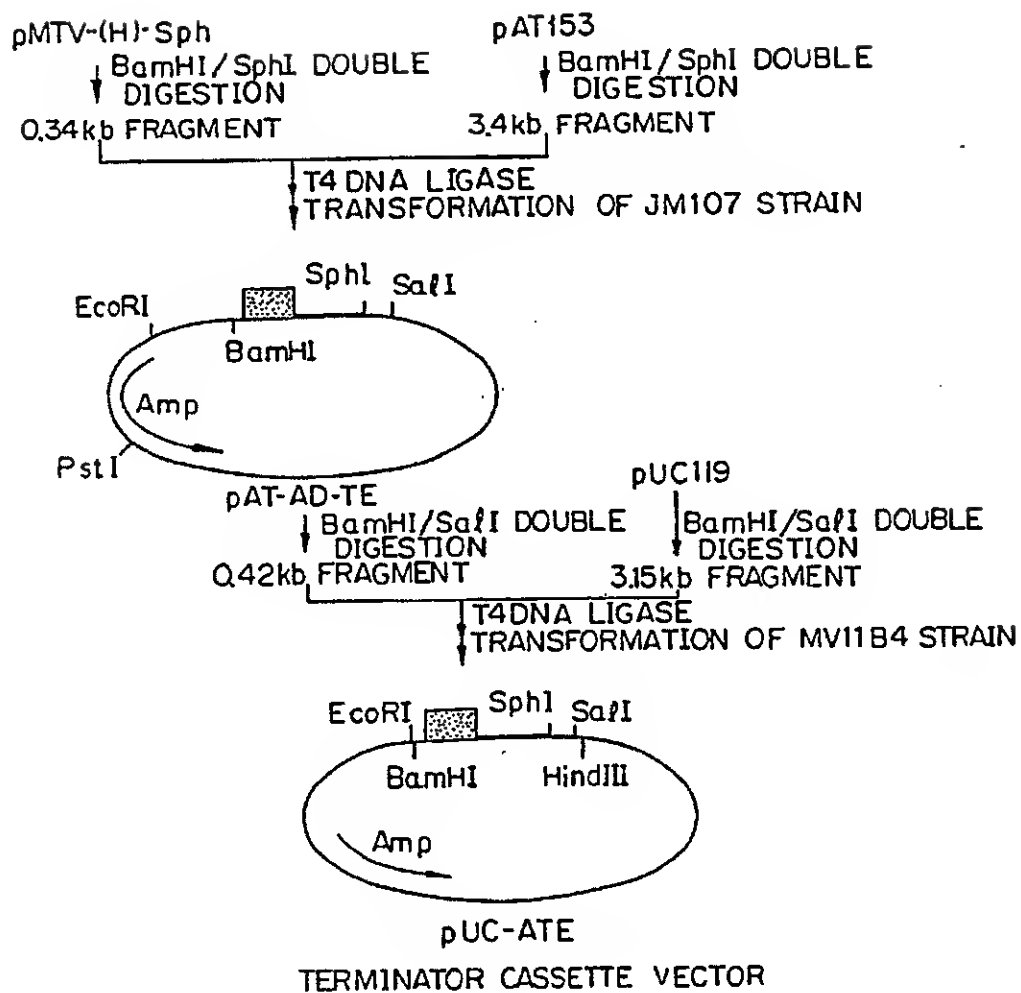 pMTV-(H)-Sph
BamHI/SphI DOUBLE
DIGESTION
0.34kb FRAGMENT
pAT153
BamHI/SphI DOUBLE
DIGESTION
3.4kb FRAGMENT
T4 DNA LIGASE
TRANSFORMATION OF JM107 STRAIN
EcoRI
SphI
SalI
BamHI
Amp
PstI
pAT-AD-TE
BamHI/SalI DOUBLE
DIGESTION
0.42kb FRAGMENT
pUC119
BamHI/SalI DOUBLE
DIGESTION
3.15kb FRAGMENT
T4 DNA LIGASE
TRANSFORMATION OF MV11B4 STRAIN
EcoRI
SphI
SalI
BamHI
HindIII
Amp
pUC-ATE
TERMINATOR CASSETTE VECTOR